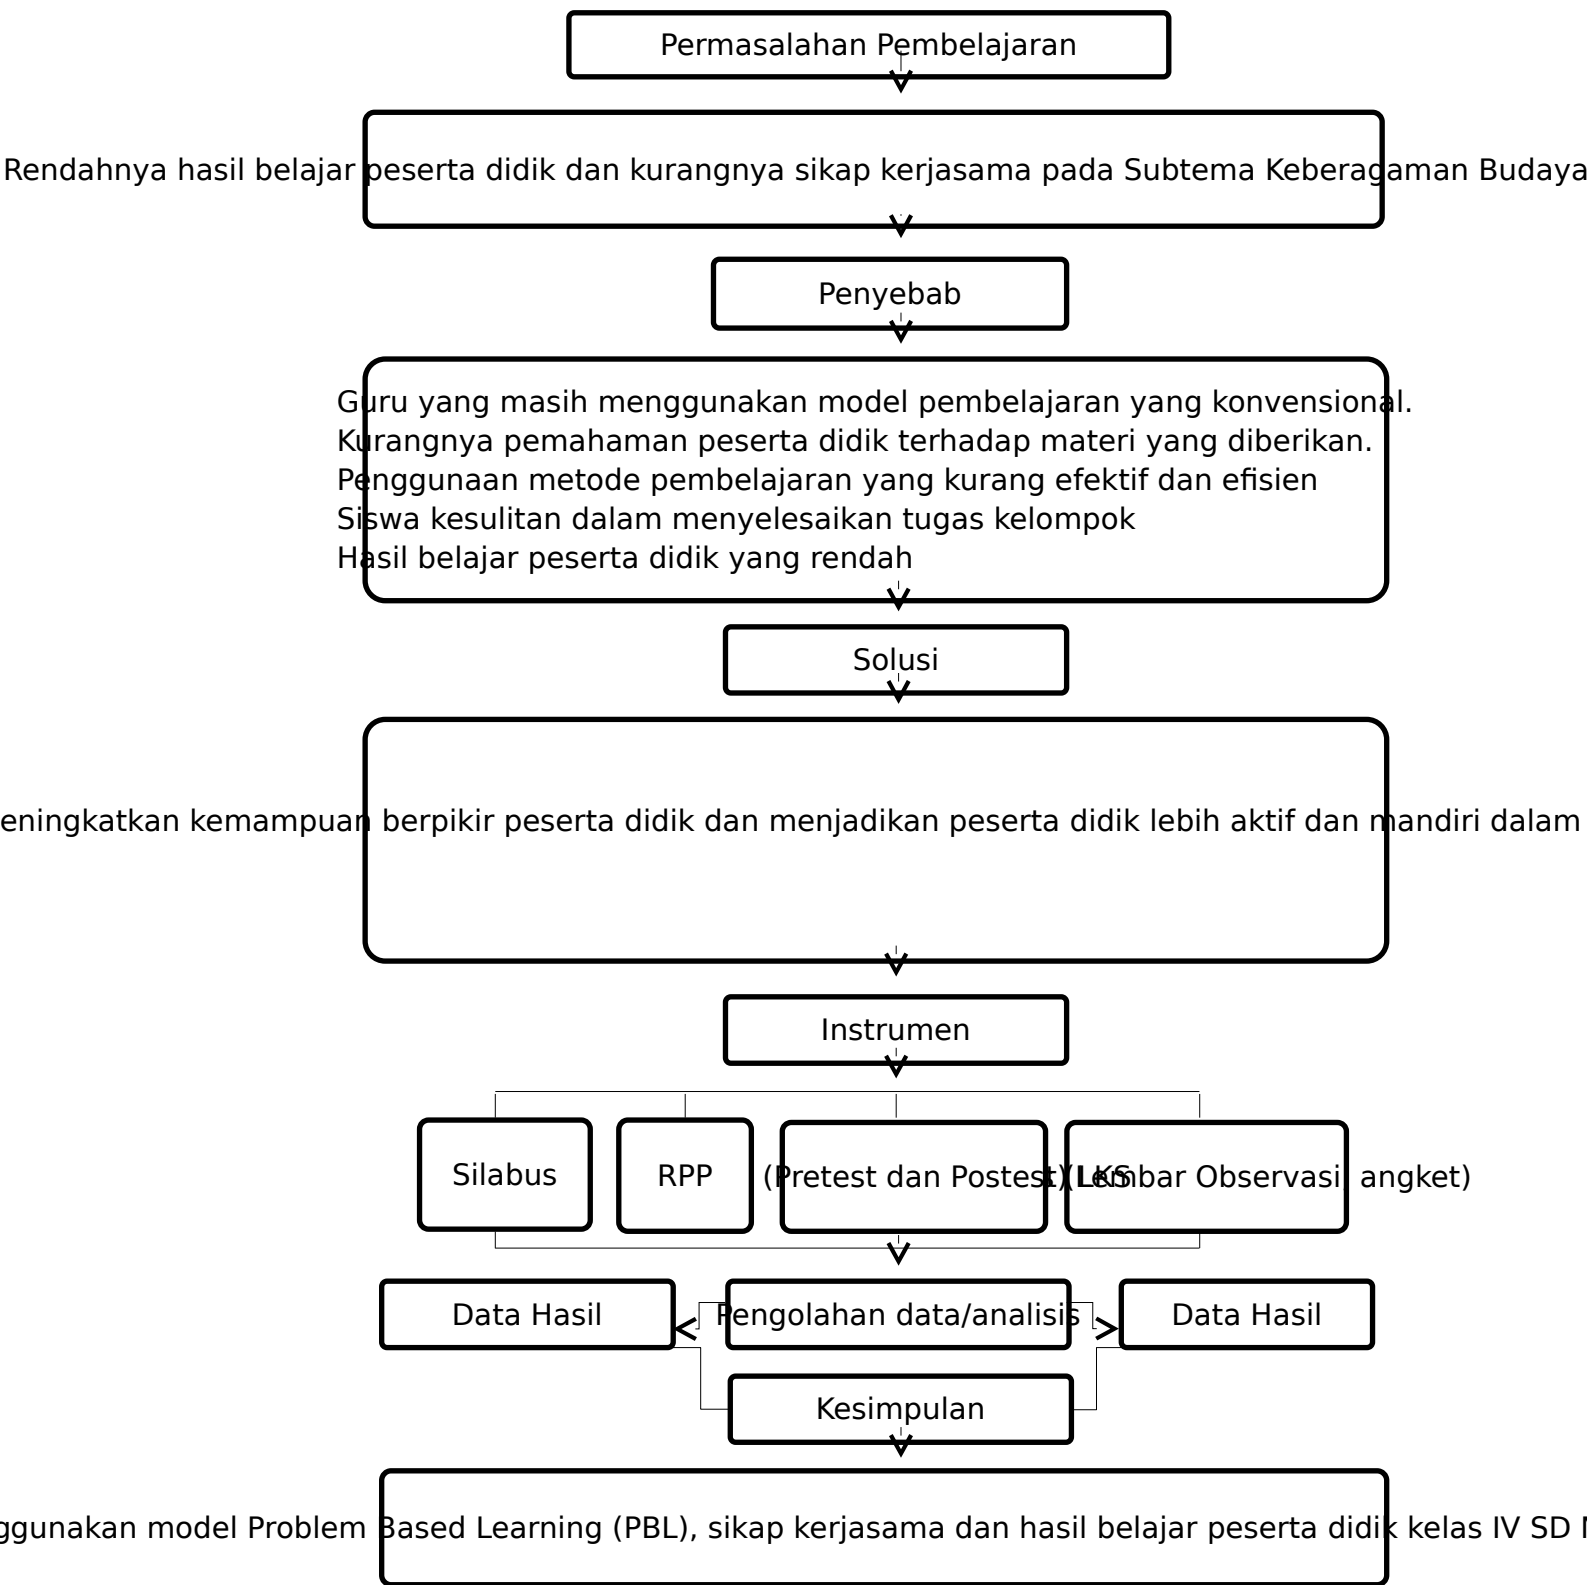 Permasalahan Pembelajaran
Rendahnya hasil belajar peserta didik dan kurangnya sikap kerjasama pada Subtema Keberagaman Budaya
Penyebab
Guru yang masih menggunakan model pembelajaran yang konvensional.
Kurangnya pemahaman peserta didik terhadap materi yang diberikan.
Penggunaan metode pembelajaran yang kurang efektif dan efisien
Siswa kesulitan dalam menyelesaikan tugas kelompok
Hasil belajar peserta didik yang rendah
Solusi
eningkatkan kemampuan berpikir peserta didik dan menjadikan peserta didik lebih aktif dan mandiri dalam
Instrumen
Silabus
RPP
(Pretest dan Postest)(LKS
(Lembar Observasi, angket)
Data Hasil
Pengolahan data/analisis
Data Hasil
Kesimpulan
ggunakan model Problem Based Learning (PBL), sikap kerjasama dan hasil belajar peserta didik kelas IV SD